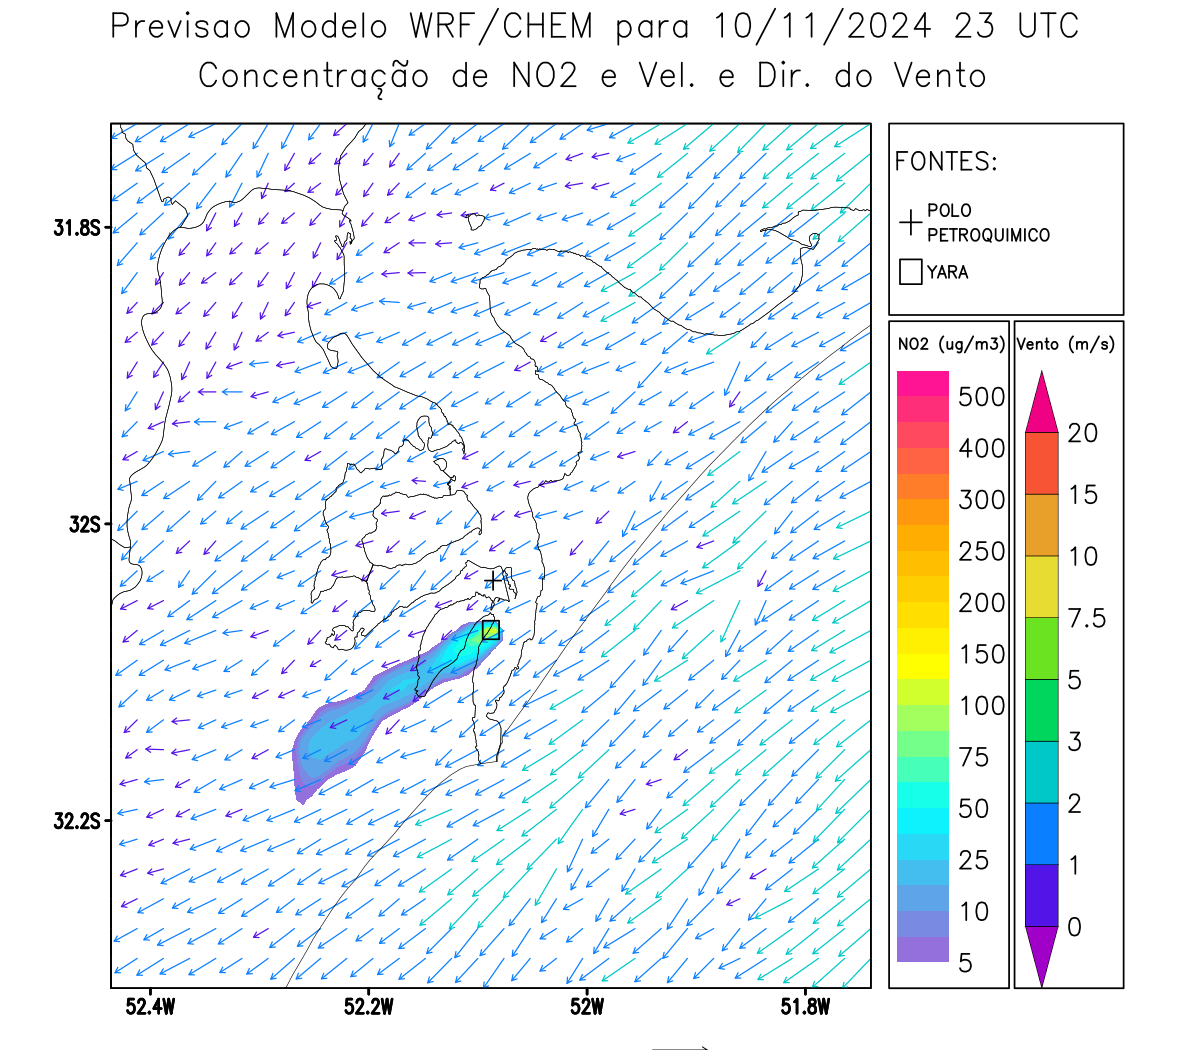 Previsao Modelo WRF/CHEM para 10/11/2024 23 UTC
Concentração de NO2 e Vel. e Dir. do Vento
FONTES:
POLO
PETROQUIMICO
YARA
NO2 (ug/m3)
500
400
300
250
200
150
100
75
50
25
10
5
Vento (m/s)
20
15
10
7.5
5
3
2
1
0
31.8S
32S
32.2S
52.4W 52.2W 52W 51.8W